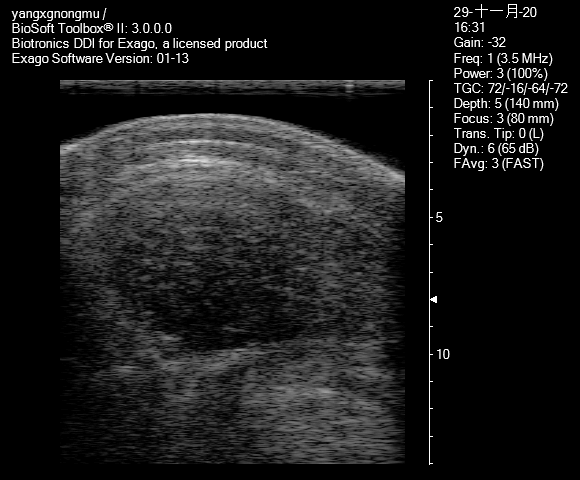 yangxgnongmu /
BioSoft Toolbox® II: 3.0.0.0
Biotronics DDI for Exago, a licensed product
Exago Software Version: 01-13
29-十一月-20
16:31
Gain: -32
Freq: 1 (3.5 MHz)
Power: 3 (100%)
TGC: 72/-16/-64/-72
Depth: 5 (140 mm)
Focus: 3 (80 mm)
Trans. Tip: 0 (L)
Dyn.: 6 (65 dB)
FAvg: 3 (FAST)
5
10